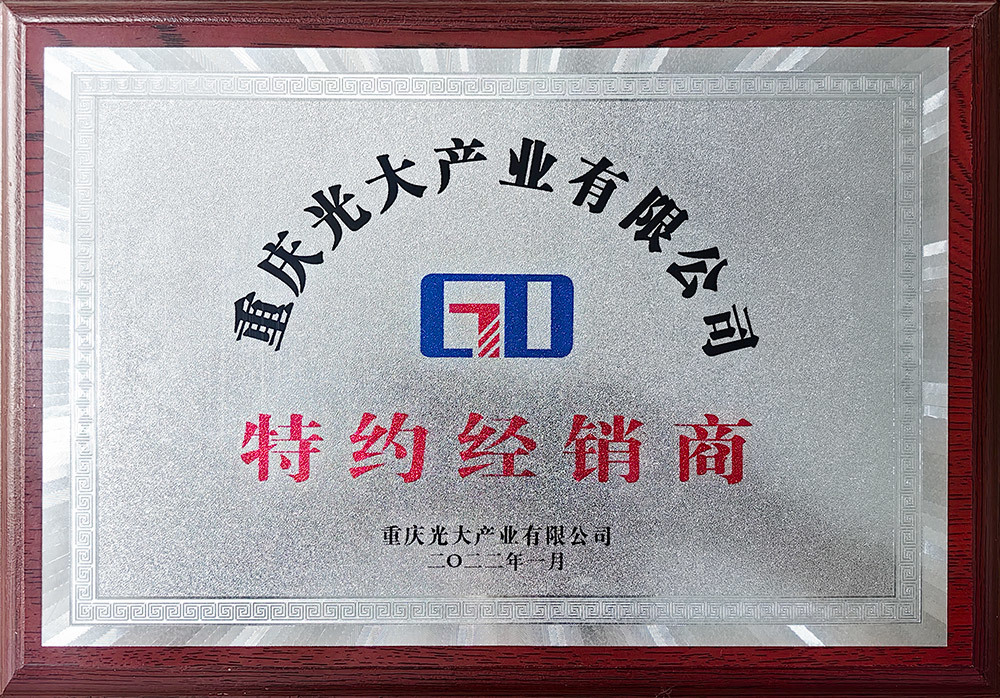 重庆光大产业有限公司
特约经销商
重庆光大产业有限公司
二〇二二年一月